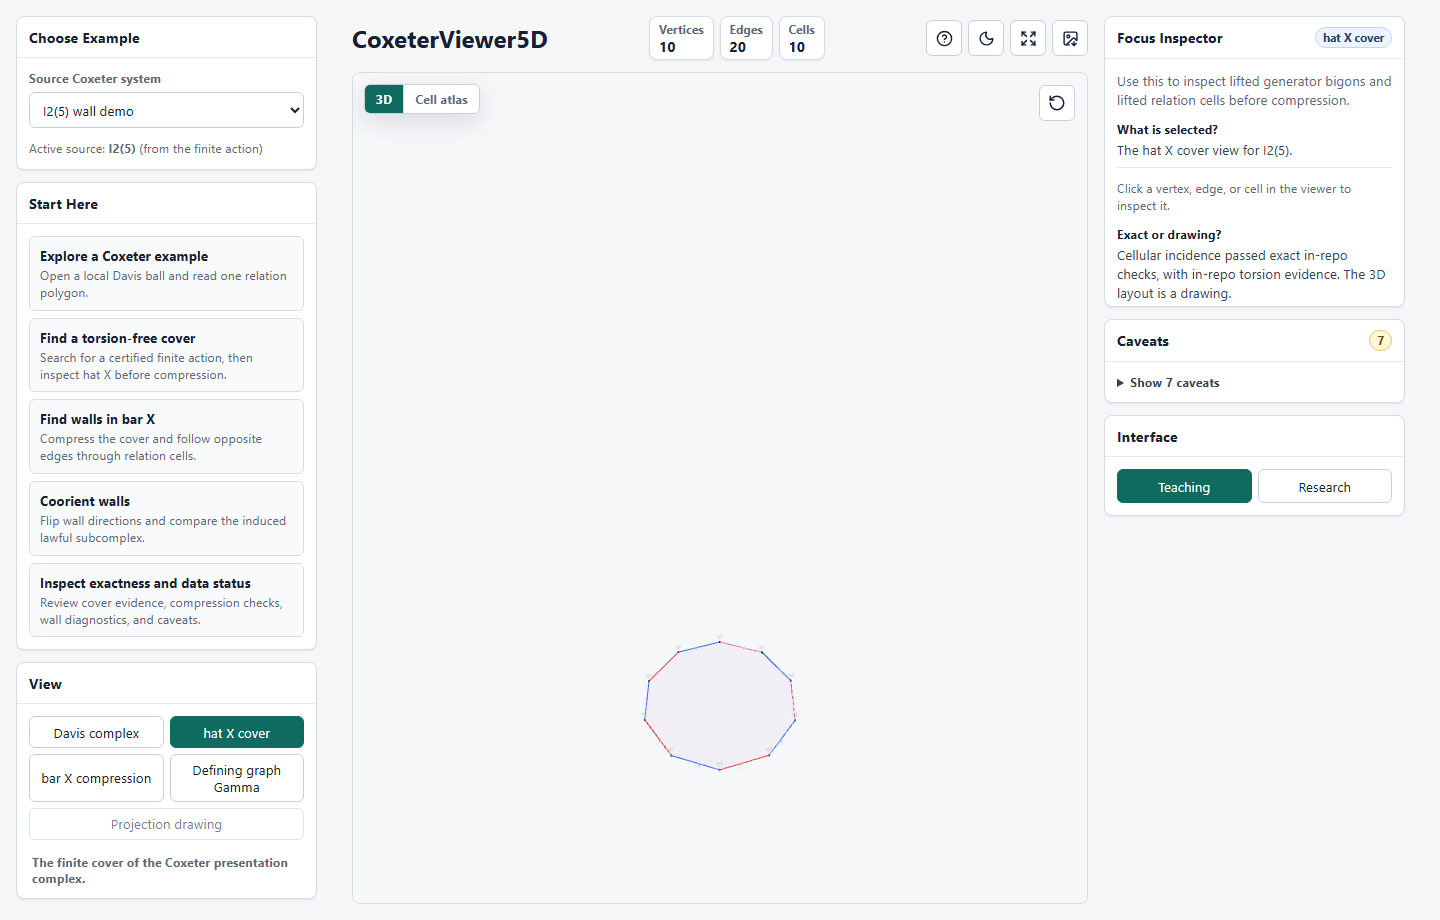 Choose Example
Source Coxeter system
I2(5) wall demo
Active source: I2(5) (from the finite action)
Start Here
Explore a Coxeter example
Open a local Davis ball and read one relation
polygon.
Find a torsion-free cover
Search for a certified finite action, then
inspect hat X before compression.
Find walls in bar X
Compress the cover and follow opposite
edges through relation cells.
Coorient walls
Flip wall directions and compare the induced
lawful subcomplex.
Inspect exactness and data status
Review cover evidence, compression checks,
wall diagnostics, and caveats.
View
Davis complex
hat X cover
bar X compression
Defining graph
Gamma
Projection drawing
The finite cover of the Coxeter presentation
complex.
CoxeterViewer5D
Vertices
10
Edges
20
Cells
10
3D
Cell atlas
Focus Inspector
hat X cover
Use this to inspect lifted generator bigons and
lifted relation cells before compression.
What is selected?
The hat X cover view for I2(5).
Click a vertex, edge, or cell in the viewer to
inspect it.
Exact or drawing?
Cellular incidence passed exact in-repo
checks, with in-repo torsion evidence. The 3D
layout is a drawing.
Caveats
7
Show 7 caveats
Interface
Teaching
Research